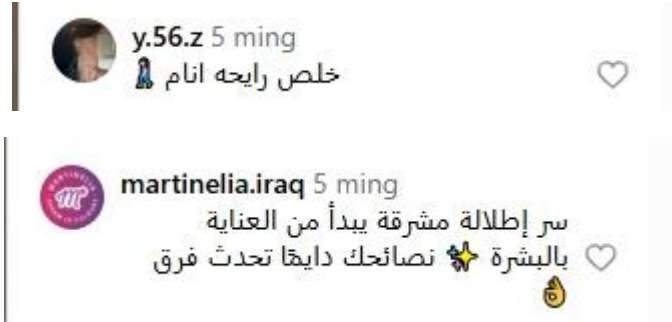 y.56.z 5 ming
خلص رايحه انام 🧎‍♀️
martinelia.iraq 5 ming
سر إطلالة مشرقة يبدأ من العناية
بالبشرة ✨ نصائحك دايمًا تحدث فرق
👌